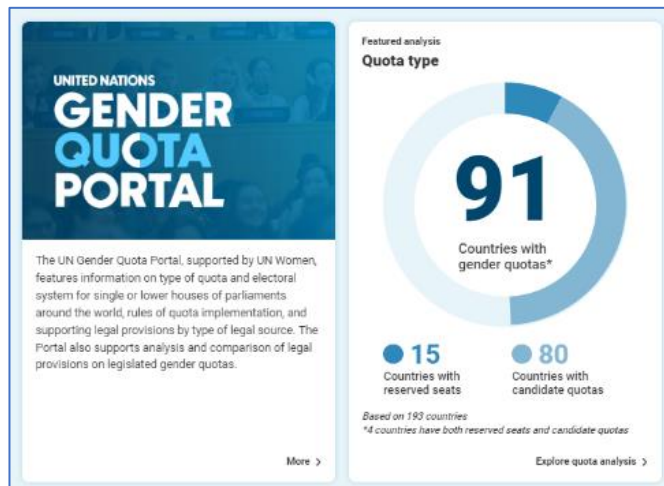 UNITED NATIONS
GENDER
QUOTA
PORTAL
The UN Gender Quota Portal, supported by UN Women,
features information on type of quota and electoral
system for single or lower houses of parliaments
around the world, rules of quota implementation, and
supporting legal provisions by type of legal source. The
Portal also supports analysis and comparison of legal
provisions on legislated gender quotas.
More >
Featured analysis
Quota type
91
Countries with
gender quotas*
15
Countries with
reserved seats
80
Countries with
candidate quotas
Based on 193 countries
*4 countries have both reserved seats and candidate quotas
Explore quota analysis >